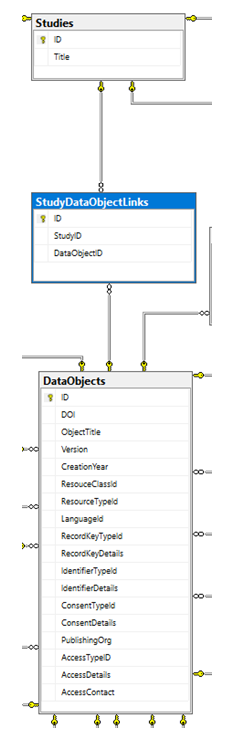 Studies
ID
Title
StudyDataObjectLinks
ID
StudyID
DataObjectID
DataObjects
ID
DOI
ObjectTitle
Version
CreationYear
ResouceClassId
ResourceTypeId
LanguageId
RecordKeyTypeId
RecordKeyDetails
IdentifierTypeId
IdentifierDetails
ConsentTypeId
ConsentDetails
PublishingOrg
AccessTypeID
AccessDetails
AccessContact